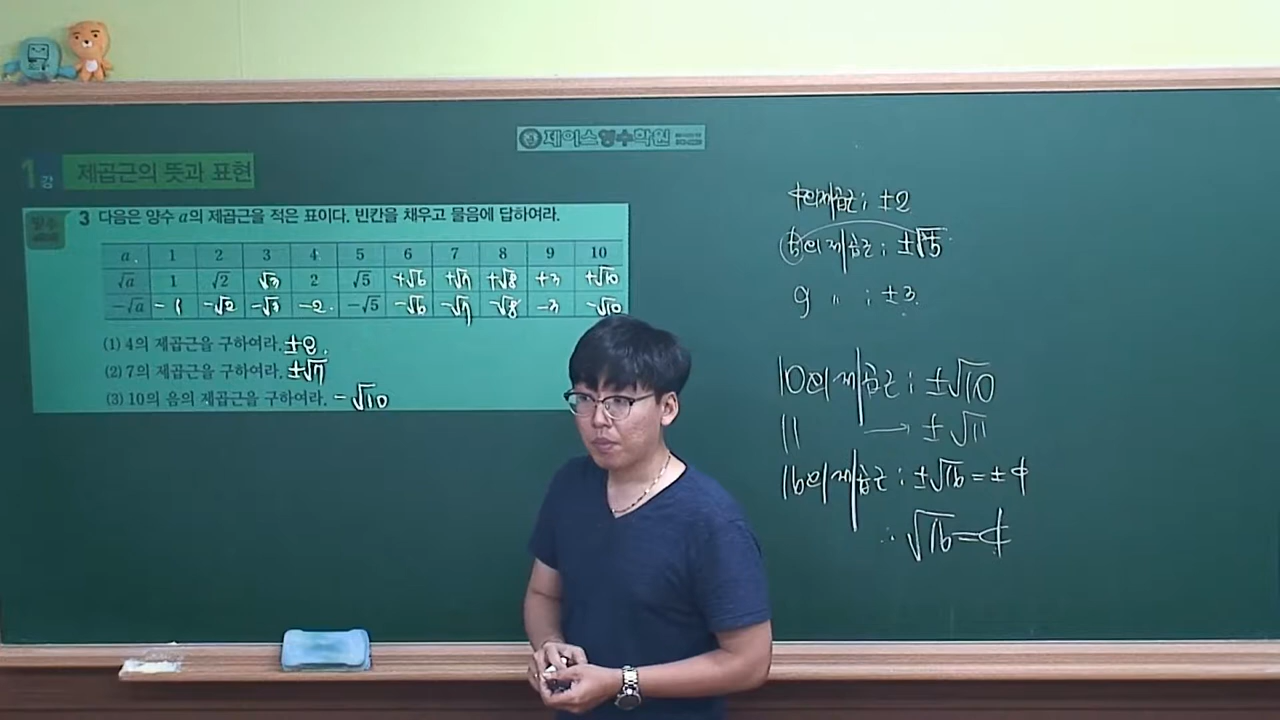 제이스영수학원
1강 제곱근의 뜻과 표현
필수
3 다음은 양수 a의 제곱근을 적은 표이다. 빈칸을 채우고 물음에 답하여라.
a 1 2 3 4 5 6 7 8 9 10
√a 1 √2 √3 2 √5 +√6 +√7 +√8 +3 +√10
-√a -1 -√2 -√3 -2 -√5 -√6 -√7 -√8 -3 -√10
(1) 4의 제곱근을 구하여라. ±2.
(2) 7의 제곱근을 구하여라. ±√7
(3) 10의 음의 제곱근을 구하여라. -√10
4의 제곱근 : ±2
5의 제곱근 : ±√5
9 〃 : ±3.
10의 제곱근 : ±√10
11 → ±√11
16의 제곱근 : ±√16 = ±4
∴ √16 = 4